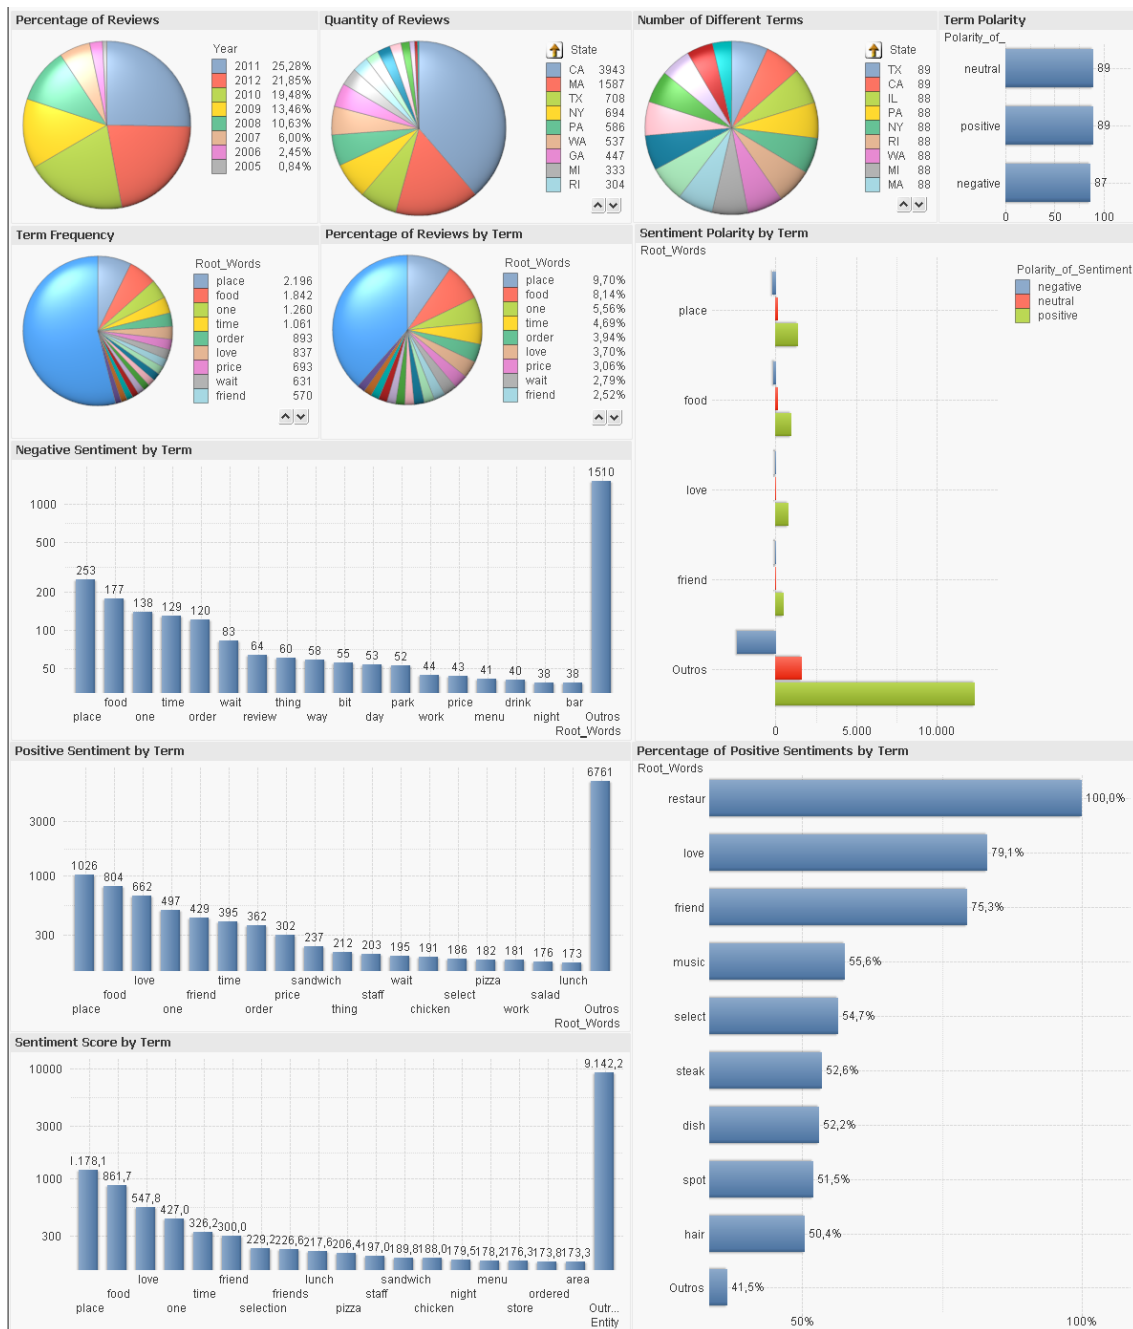 Percentage of Reviews
Year
2011 25,28%
2012 21,85%
2010 19,48%
2009 13,46%
2008 10,63%
2007 6,00%
2006 2,45%
2005 0,84%
Quantity of Reviews
State
CA 3943
MA 1587
TX 708
NY 694
PA 586
WA 537
GA 447
MI 333
RI 304
Number of Different Terms
State
TX 89
CA 89
IL 88
PA 88
NY 88
RI 88
WA 88
MI 88
MA 88
Term Polarity
Polarity_of_
neutral 89
positive 89
negative 87
0 50 100
Term Frequency
Root_Words
place 2.196
food 1.842
one 1.260
time 1.061
order 893
love 837
price 693
wait 631
friend 570
Percentage of Reviews by Term
Root_Words
place 9,70%
food 8,14%
one 5,56%
time 4,69%
order 3,94%
love 3,70%
price 3,06%
wait 2,79%
friend 2,52%
Sentiment Polarity by Term
Root_Words
Polarity_of_Sentiment
negative
neutral
positive
place
food
love
friend
Outros
0 5.000 10.000
Negative Sentiment by Term
1000
500
200
100
50
253 177 138 129 120 83 64 60 58 55 53 52 44 43 41 40 38 38 1510
food time wait thing bit park price drink bar
place one order review way day work menu night Outros
Root_Words
Positive Sentiment by Term
3000
1000
300
1026 804 662 497 429 395 362 302 237 212 203 195 191 186 182 181 176 173 6761
love time sandwich wait pizza lunch
food friend price staff select salad
place one order thing chicken work Outros
Root_Words
Sentiment Score by Term
10000
3000
1000
300
1.178,1 861,7 547,8 427,0 326,2 300,0 229,2 226,6 217,6 206,4 197,0 189,8 188,0 179,5 178,2 176,3 173,8 173,3 9.142,2
love friend lunch sandwich menu area
food time friends staff night ordered
place one selection pizza chicken store Outr...
Entity
Percentage of Positive Sentiments by Term
Root_Words
restaur 100,0%
love 79,1%
friend 75,3%
music 55,6%
select 54,7%
steak 52,6%
dish 52,2%
spot 51,5%
hair 50,4%
Outros 41,5%
50% 100%